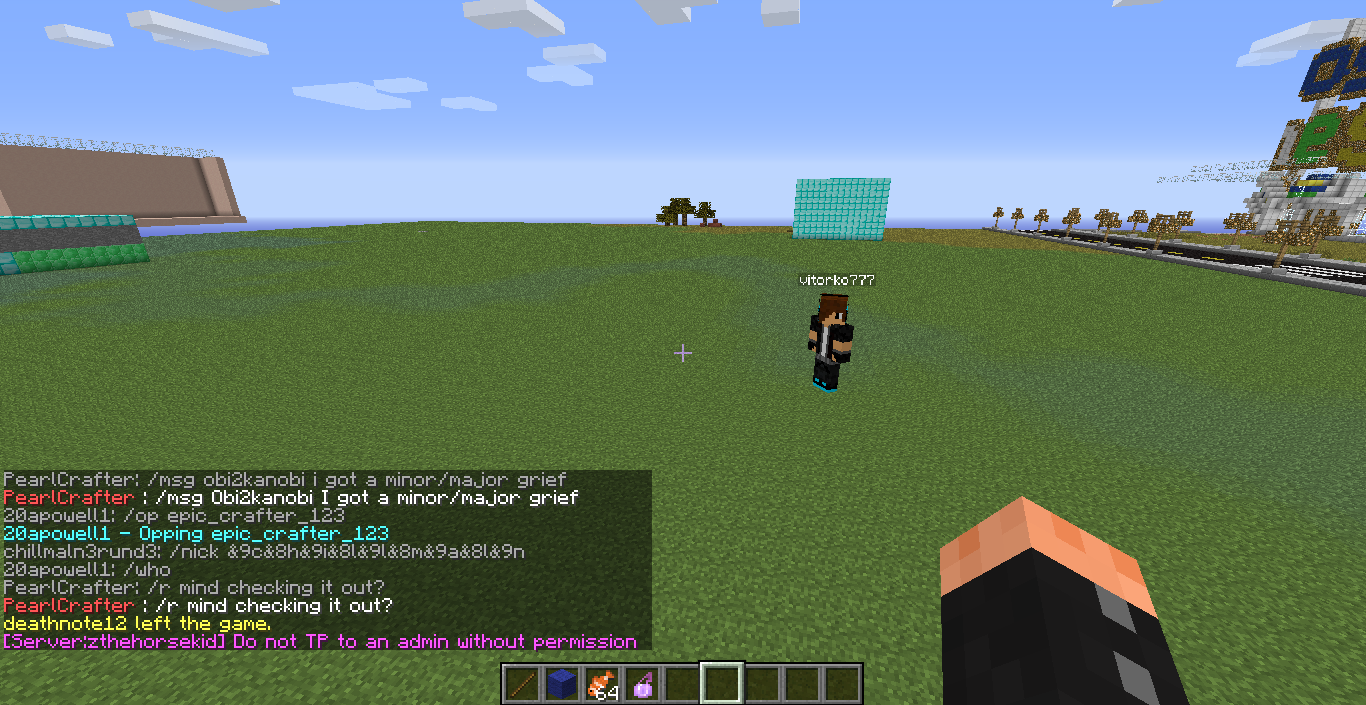 vitorko777
PearlCrafter: /msg obi2kanobi i got a minor/major grief
PearlCrafter : /msg Obi2kanobi I got a minor/major grief
20apowell1: /op epic_crafter_123
20apowell1 - Opping epic_crafter_123
chillmaln3rund3: /nick &9c&8h&9i&8l&9l&8m&9a&8l&9n
20apowell1: /who
PearlCrafter: /r mind checking it out?
PearlCrafter : /r mind checking it out?
deathnote12 left the game.
[Server:zthehorsekid] Do not TP to an admin without permission
64